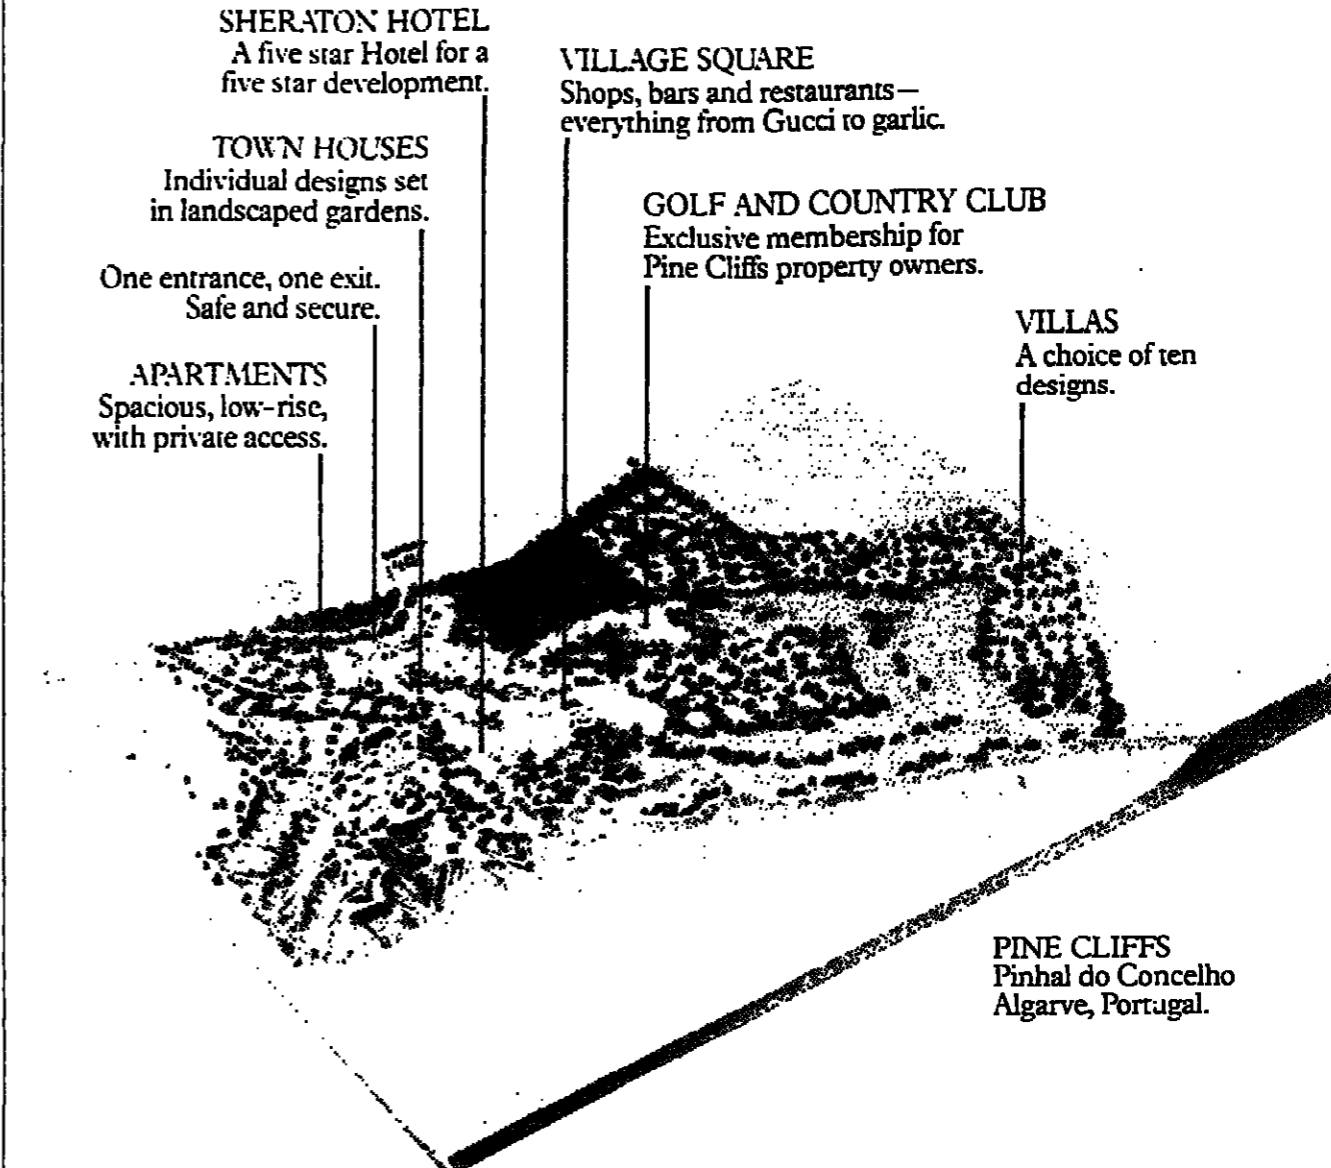 SHERATON HOTEL
A five star Hotel for a
five star development.
VILLAGE SQUARE
Shops, bars and restaurants—
everything from Gucci to garlic.
TOWN HOUSES
Individual designs set
in landscaped gardens.
GOLF AND COUNTRY CLUB
Exclusive membership for
Pine Cliffs property owners.
One entrance, one exit.
Safe and secure.
VILLAS
A choice of ten
designs.
APARTMENTS
Spacious, low-rise,
with private access.
PINE CLIFFS
Pinhal do Concelho
Algarve, Portugal.